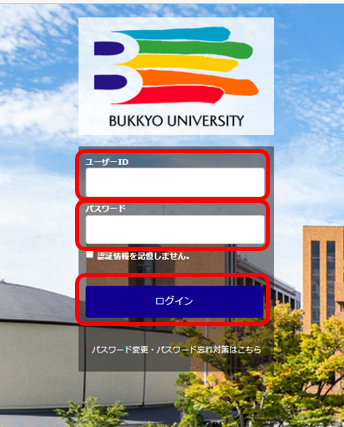 BUKKYO UNIVERSITY
ユーザーID
パスワード
認証情報を記憶しません。
ログイン
パスワード変更・パスワード忘れ対策はこちら